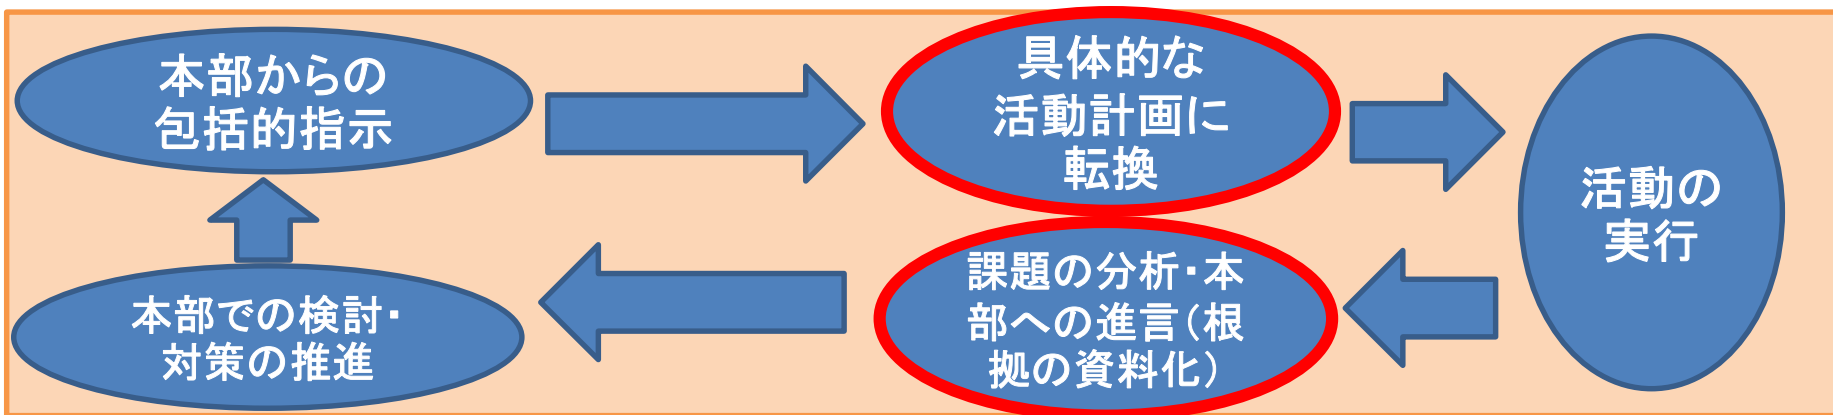 本部からの
包括的指示
具体的な
活動計画に
転換
活動の
実行
課題の分析・本
部への進言(根
拠の資料化)
本部での検討・
対策の推進